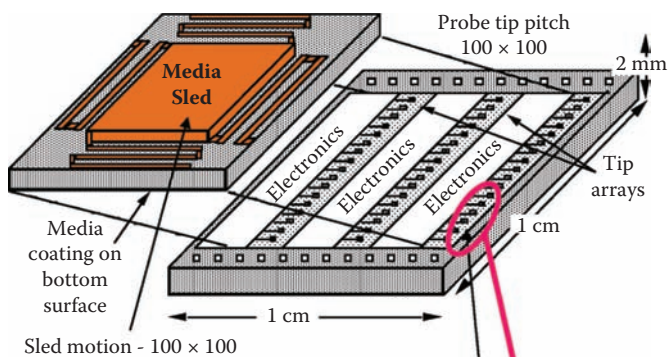 Probe tip pitch
100 × 100
2 mm
Media
Sled
Electronics
Electronics
Electronics
Tip
arrays
Media
coating on
bottom
surface
1 cm
1 cm
Sled motion - 100 × 100